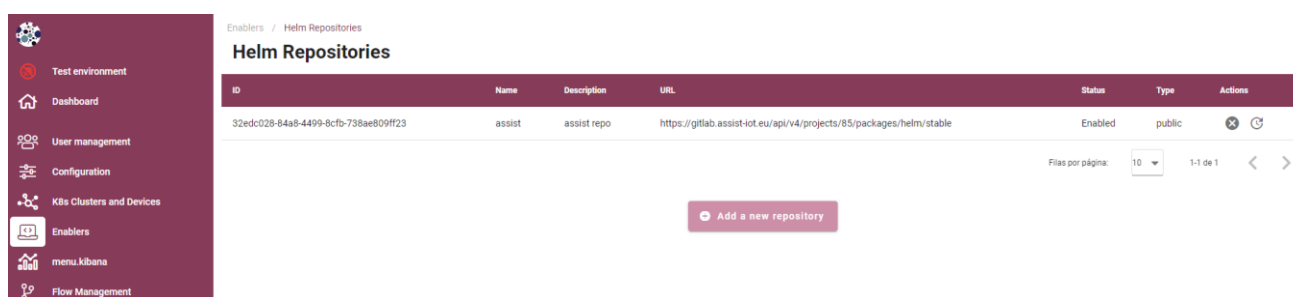 Enablers / Helm Repositories
Helm Repositories
Test environment
Dashboard
User management
Configuration
K8s Clusters and Devices
Enablers
menu.kibana
Flow Management
ID Name Description URL Status Type Actions
32edc028-84a8-4499-8cfb-738ae809ff23 assist assist repo https://gitlab.assist-iot.eu/api/v4/projects/85/packages/helm/stable Enabled public
Filas por página: 10 1-1 de 1
Add a new repository